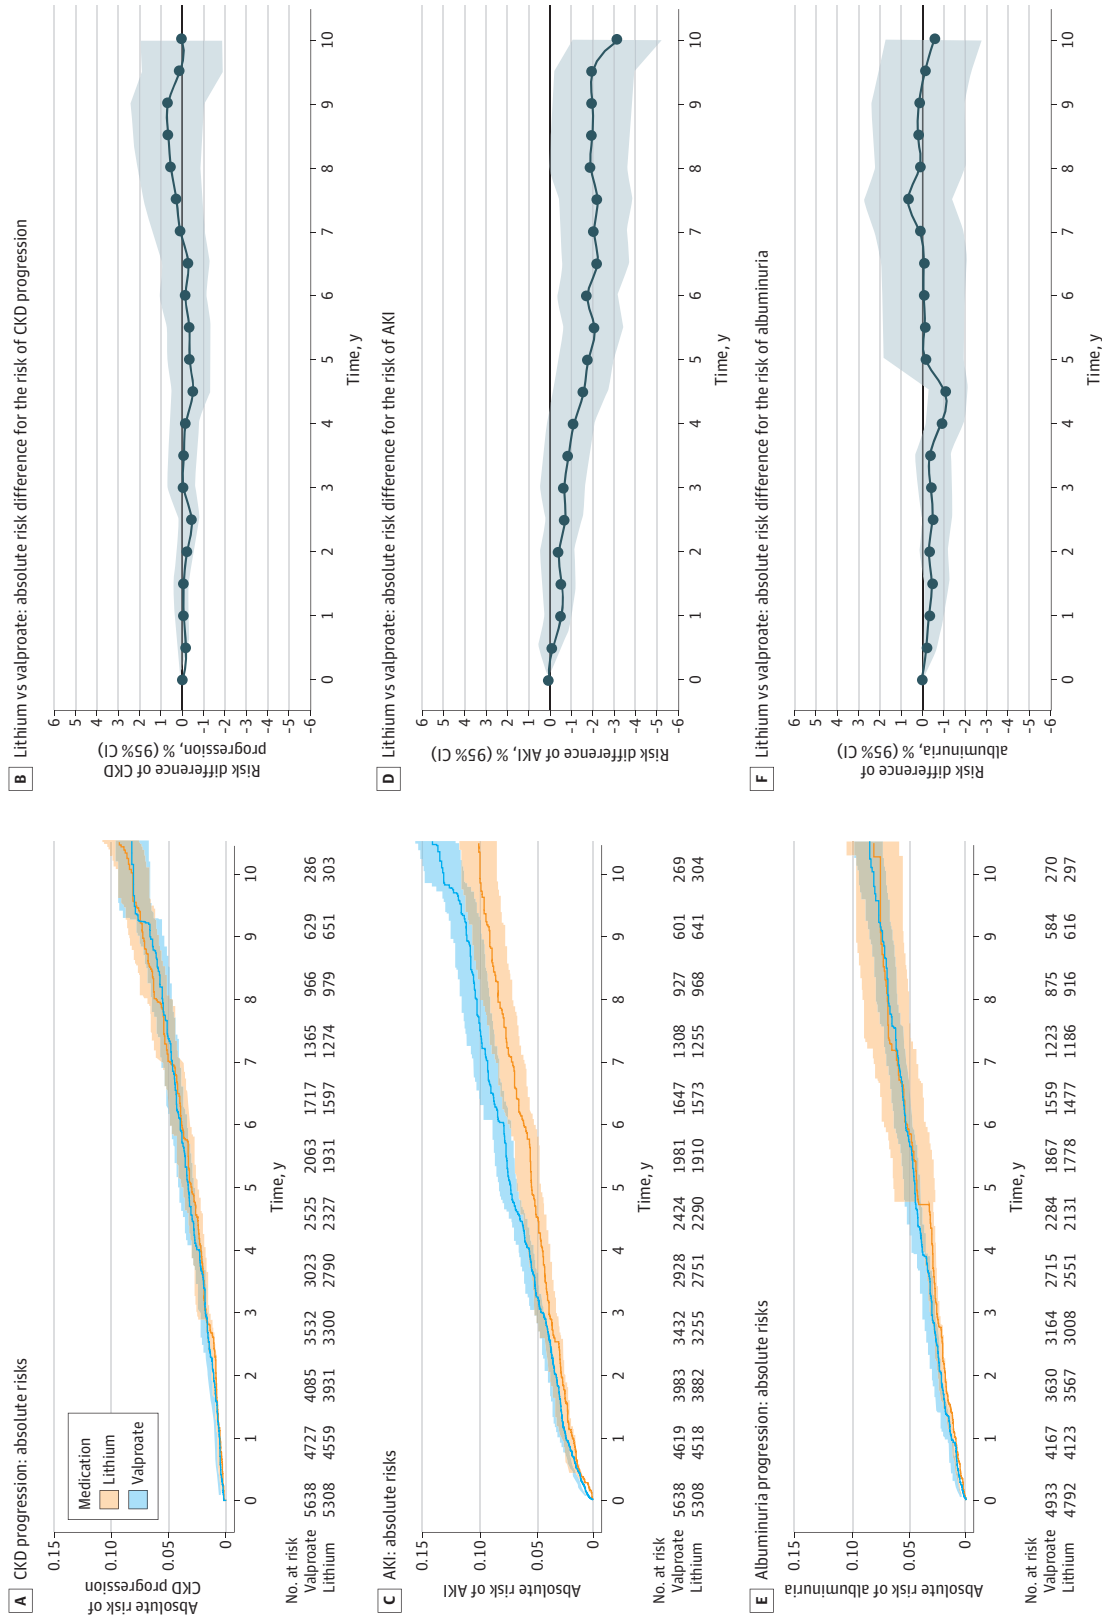 A CKD progression: absolute risks
Absolute risk of
CKD progression
0.15
0.10
0.05
0
Medication
Lithium
Valproate
0 1 2 3 4 5 6 7 8 9 10
Time, y
No. at risk
Valproate 5638 4727 4085 3532 3023 2525 2063 1717 1365 966 629 286
Lithium 5308 4559 3931 3300 2790 2327 1931 1597 1274 979 651 303
B Lithium vs valproate: absolute risk difference for the risk of CKD progression
Risk difference of CKD
progression, % (95% CI)
6
5
4
3
2
1
0
-1
-2
-3
-4
-5
-6
0 1 2 3 4 5 6 7 8 9 10
Time, y
C AKI: absolute risks
Absolute risk of AKI
0.15
0.10
0.05
0
0 1 2 3 4 5 6 7 8 9 10
Time, y
No. at risk
Valproate 5638 4619 3983 3432 2928 2424 1981 1647 1308 927 601 269
Lithium 5308 4518 3882 3255 2751 2290 1910 1573 1255 968 641 304
D Lithium vs valproate: absolute risk difference for the risk of AKI
Risk difference of AKI, % (95% CI)
6
5
4
3
2
1
0
-1
-2
-3
-4
-5
-6
0 1 2 3 4 5 6 7 8 9 10
Time, y
E Albuminuria progression: absolute risks
Absolute risk of albuminuria
0.15
0.10
0.05
0
0 1 2 3 4 5 6 7 8 9 10
Time, y
No. at risk
Valproate 4933 4167 3630 3164 2715 2284 1867 1559 1223 875 584 270
Lithium 4792 4123 3567 3008 2551 2131 1778 1477 1186 916 616 297
F Lithium vs valproate: absolute risk difference for the risk of albuminuria
Risk difference of
albuminuria, % (95% CI)
6
5
4
3
2
1
0
-1
-2
-3
-4
-5
-6
0 1 2 3 4 5 6 7 8 9 10
Time, y